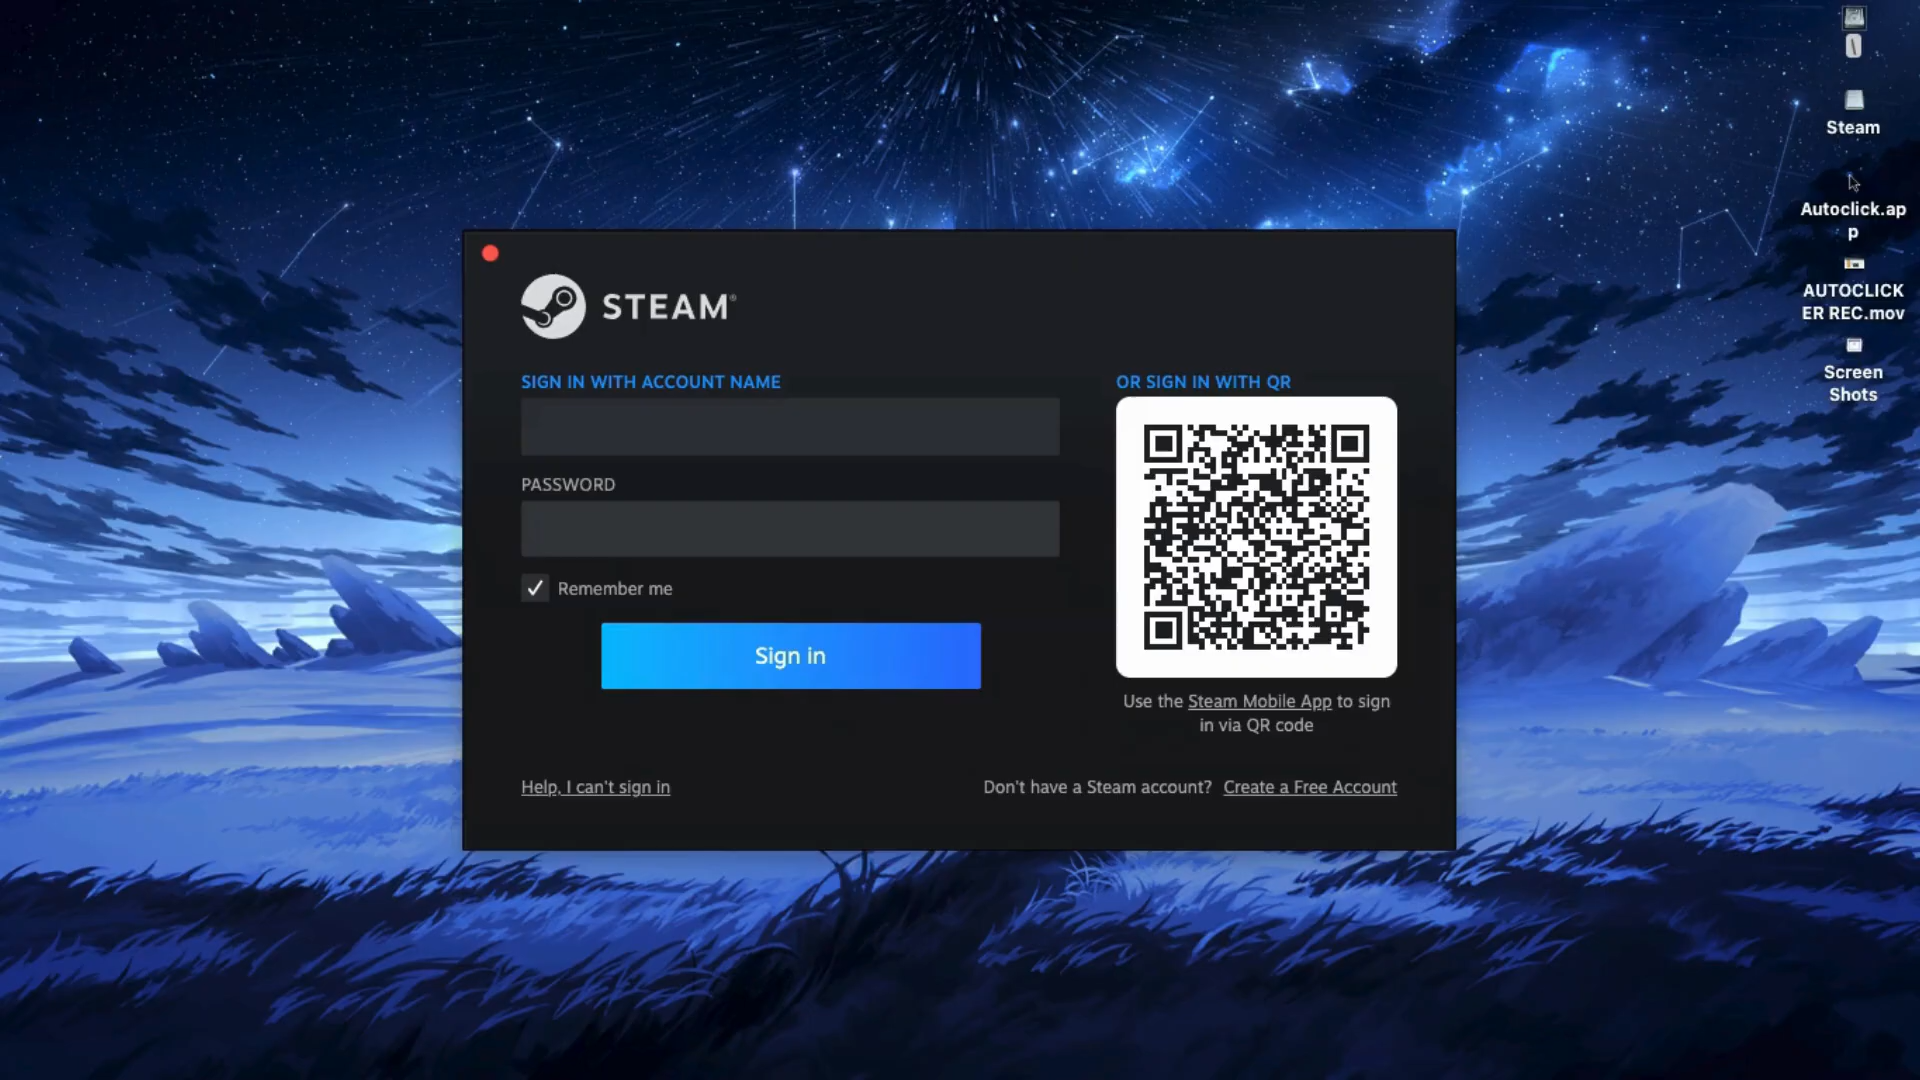 STEAM®
SIGN IN WITH ACCOUNT NAME
PASSWORD
Remember me
Sign in
OR SIGN IN WITH QR
Use the Steam Mobile App to sign
in via QR code
Help, I can't sign in
Don't have a Steam account? Create a Free Account
Steam
Autoclick.ap
p
AUTOCLICK
ER REC.mov
Screen
Shots